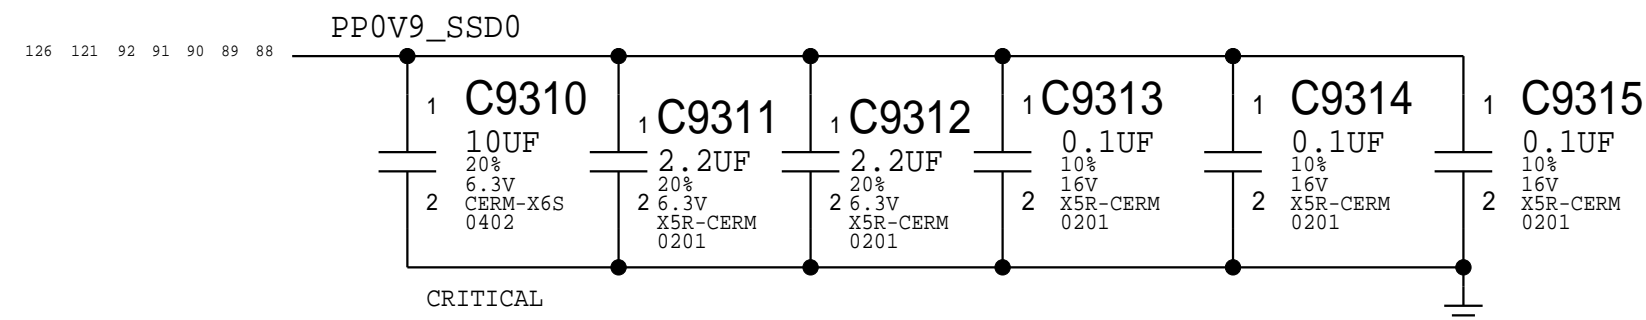 PP0V9_SSD0
126 121 92 91 90 89 88
1 C9310
10UF
20%
6.3V
2 CERM-X6S
0402
1 C9311
2.2UF
20%
2 6.3V
X5R-CERM
0201
1 C9312
2.2UF
20%
2 6.3V
X5R-CERM
0201
1 C9313
0.1UF
10%
16V
2 X5R-CERM
0201
1 C9314
0.1UF
10%
16V
2 X5R-CERM
0201
1 C9315
0.1UF
10%
16V
2 X5R-CERM
0201
CRITICAL